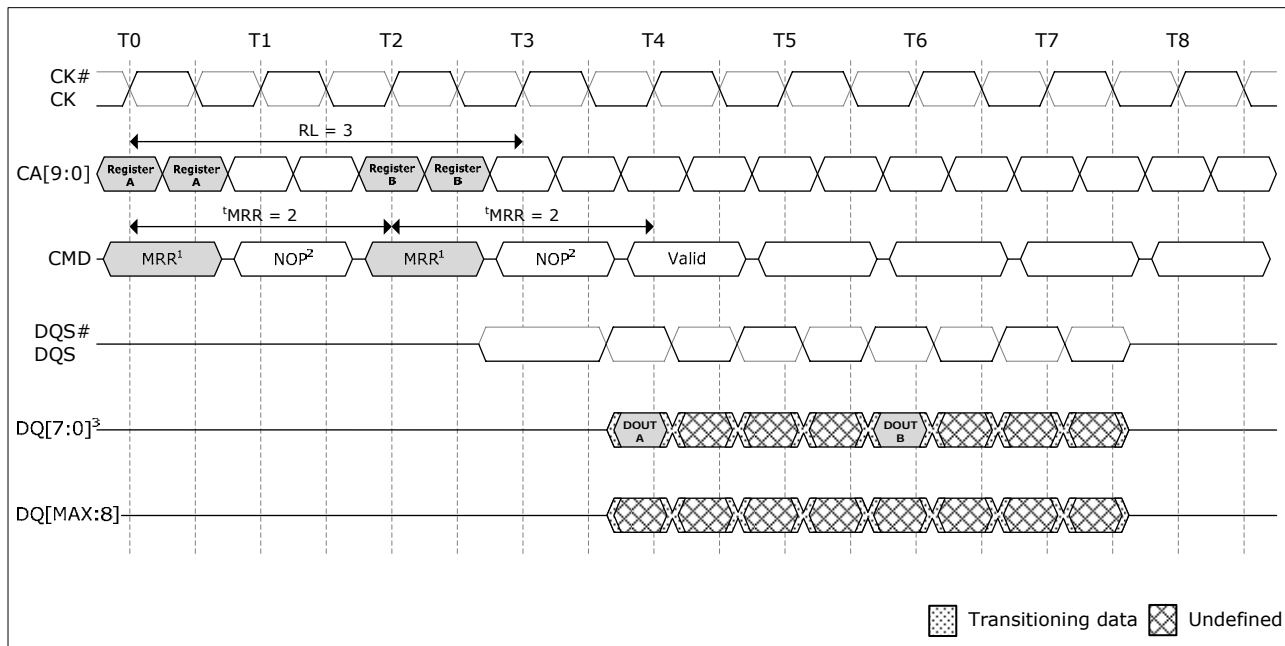 T0 T1 T2 T3 T4 T5 T6 T7 T8
CK#
CK
RL = 3
CA[9:0] Register A Register A Register B Register B
tMRR = 2 tMRR = 2
CMD MRR1 NOP2 MRR1 NOP2 Valid
DQS#
DQS
DQ[7:0]3 DOUT A DOUT B
DQ[MAX:8]
Transitioning data Undefined